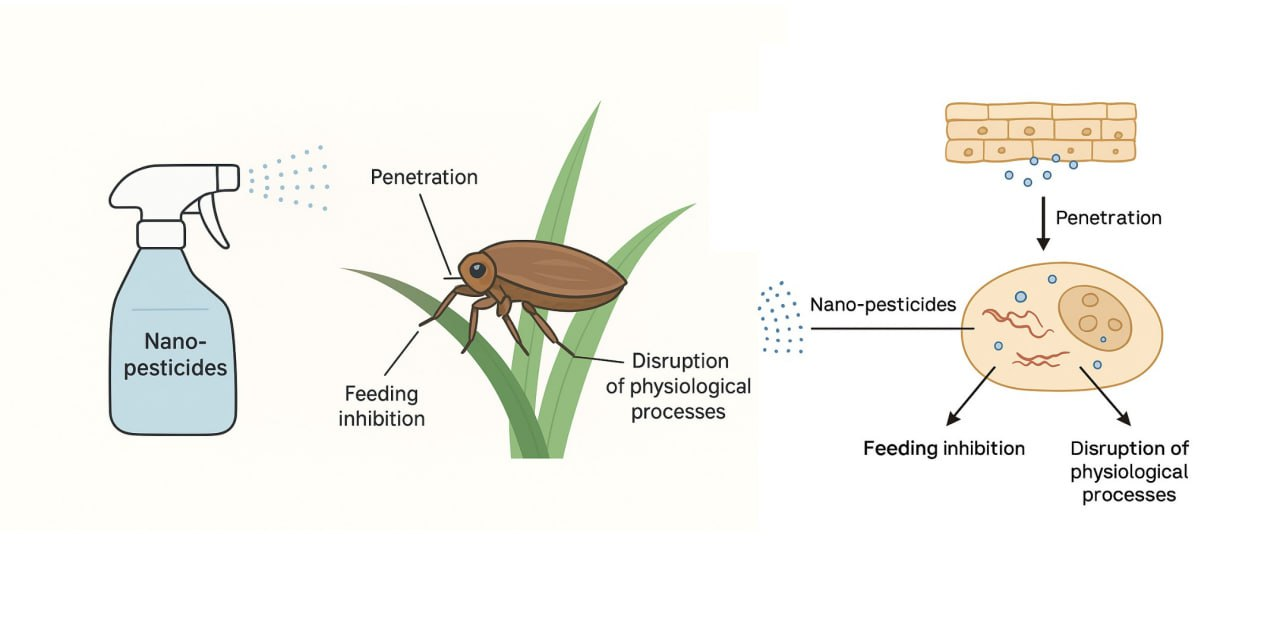 Nano-
pesticides
Penetration
Feeding
inhibition
Disruption
of physiological
processes
Penetration
Nano-pesticides
Feeding inhibition
Disruption of
physiological
processes